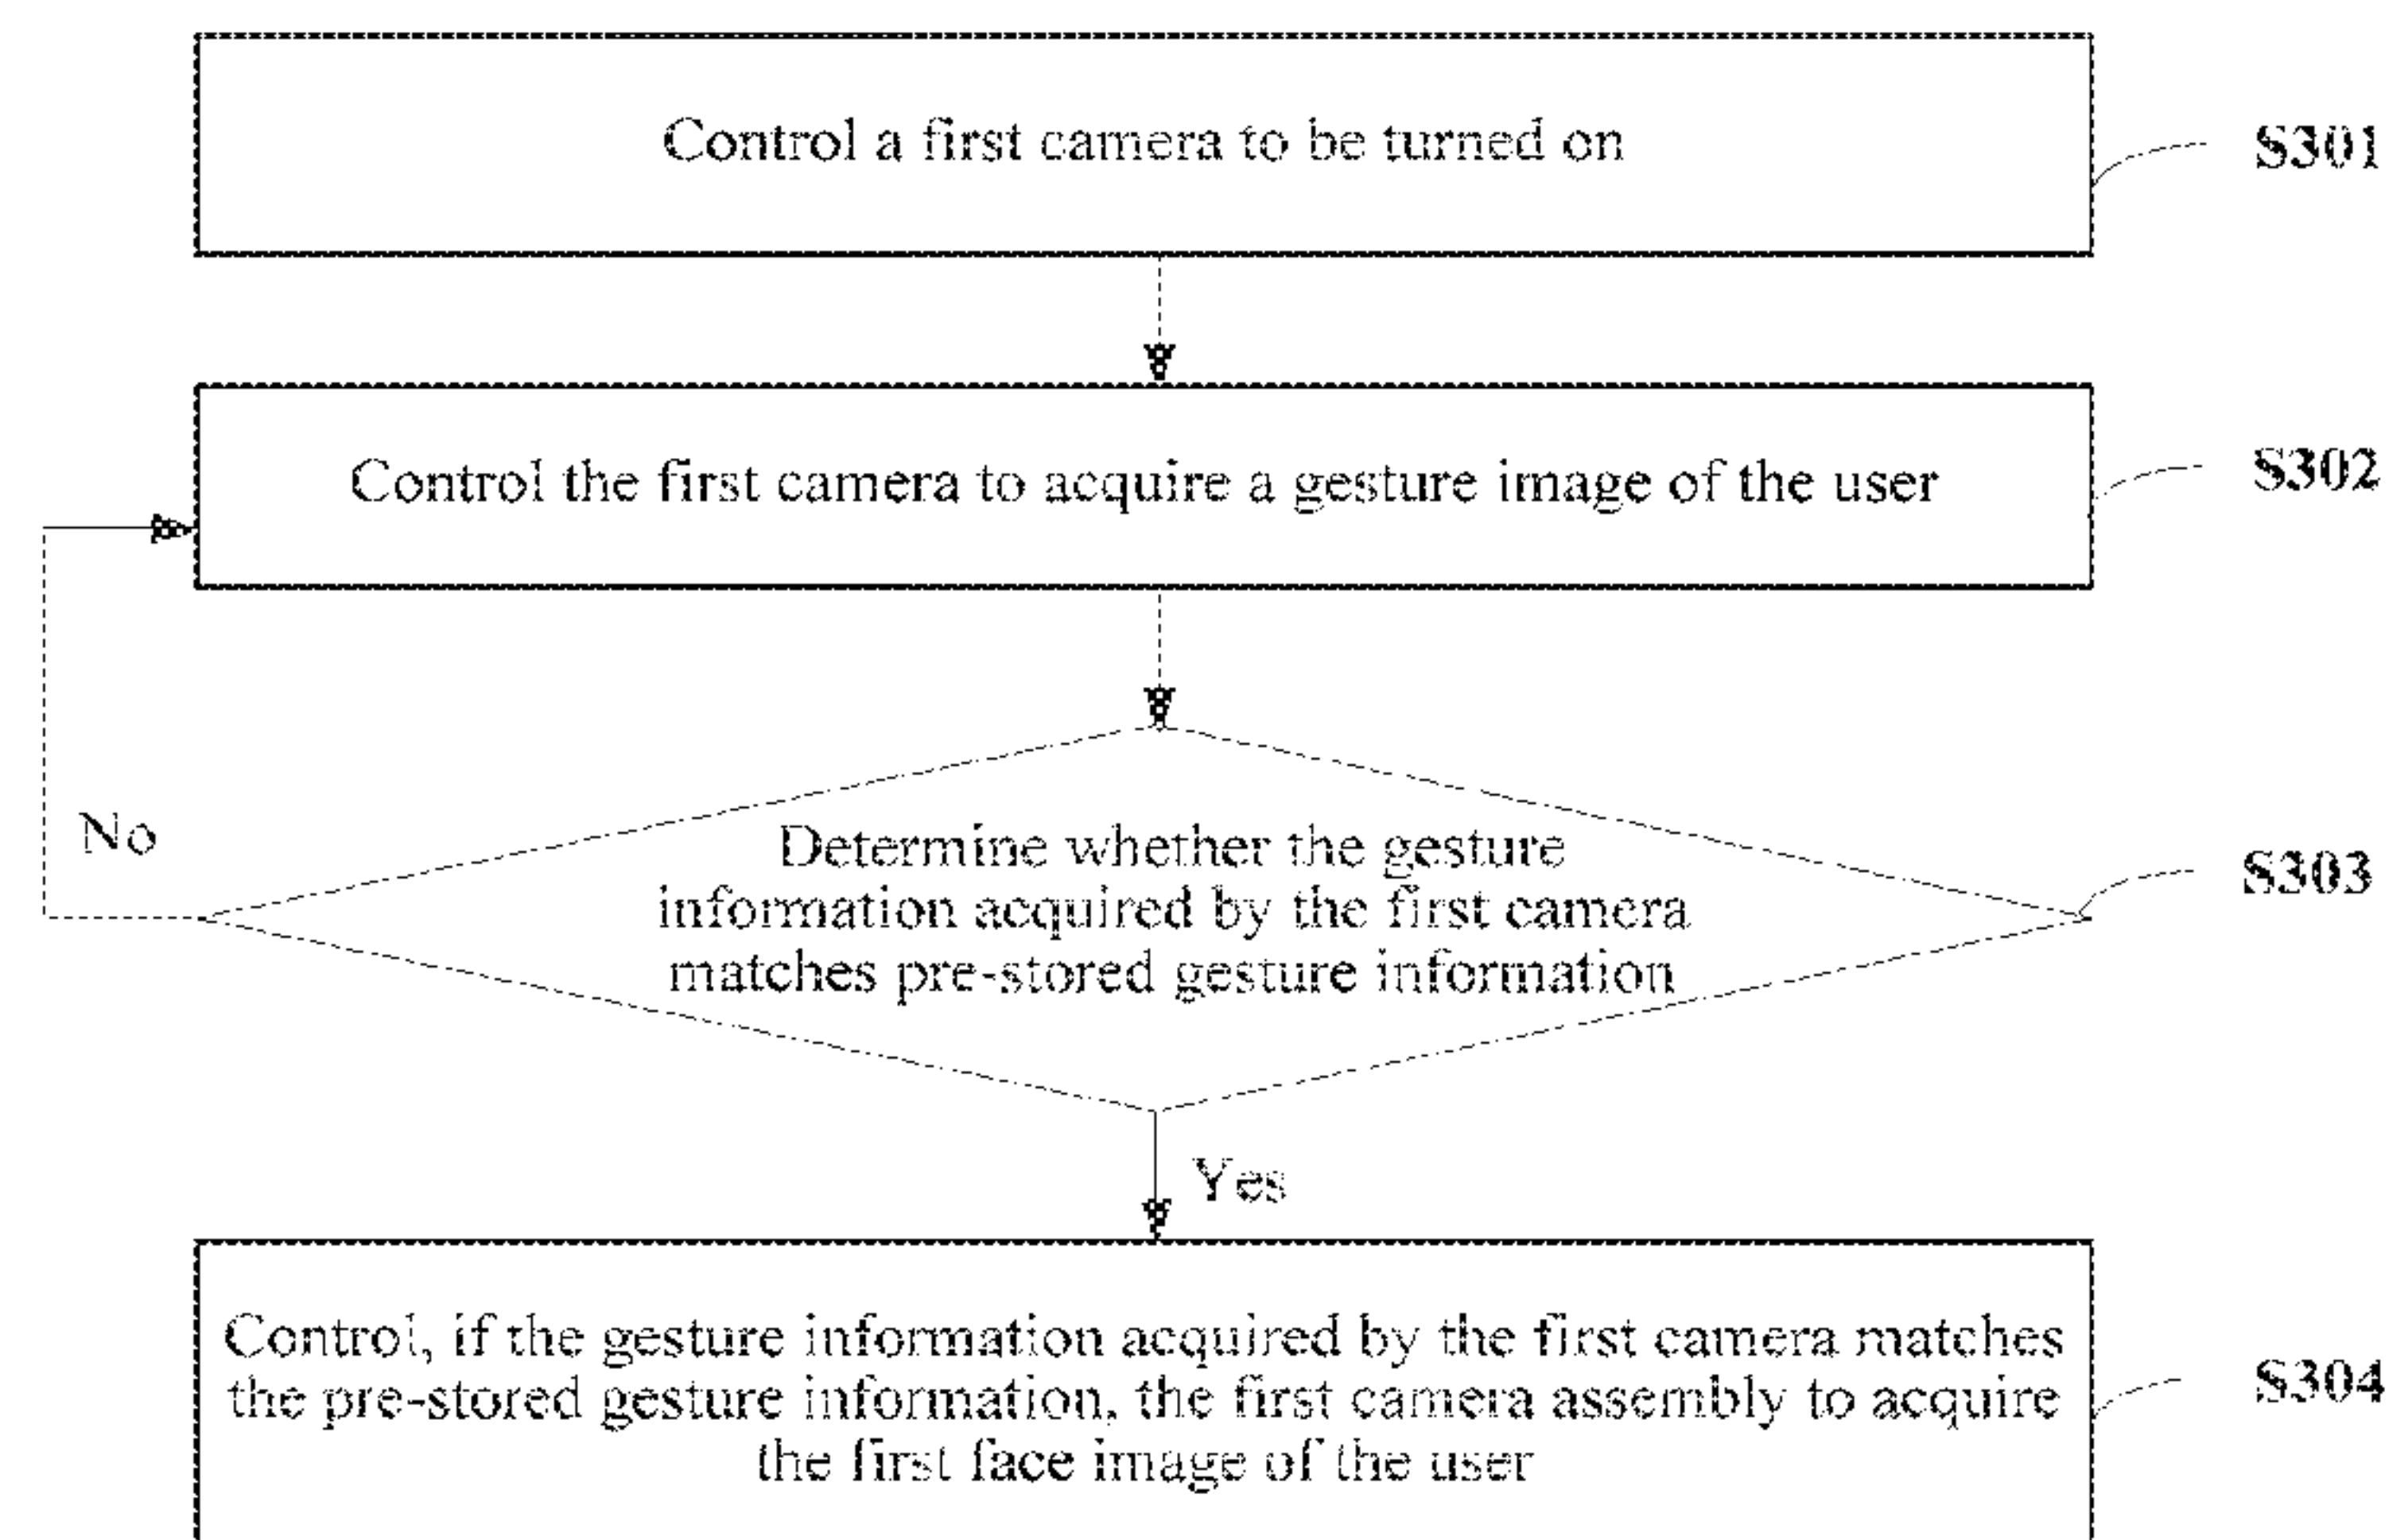 Control a first camera to be turned on
S301
Control the first camera to acquire a gesture image of the user
S302
No
Determine whether the gesture
information acquired by the first camera
matches pre-stored gesture information
S303
Yes
Control, if the gesture information acquired by the first camera matches
the pre-stored gesture information, the first camera assembly to acquire
the first face image of the user
S304